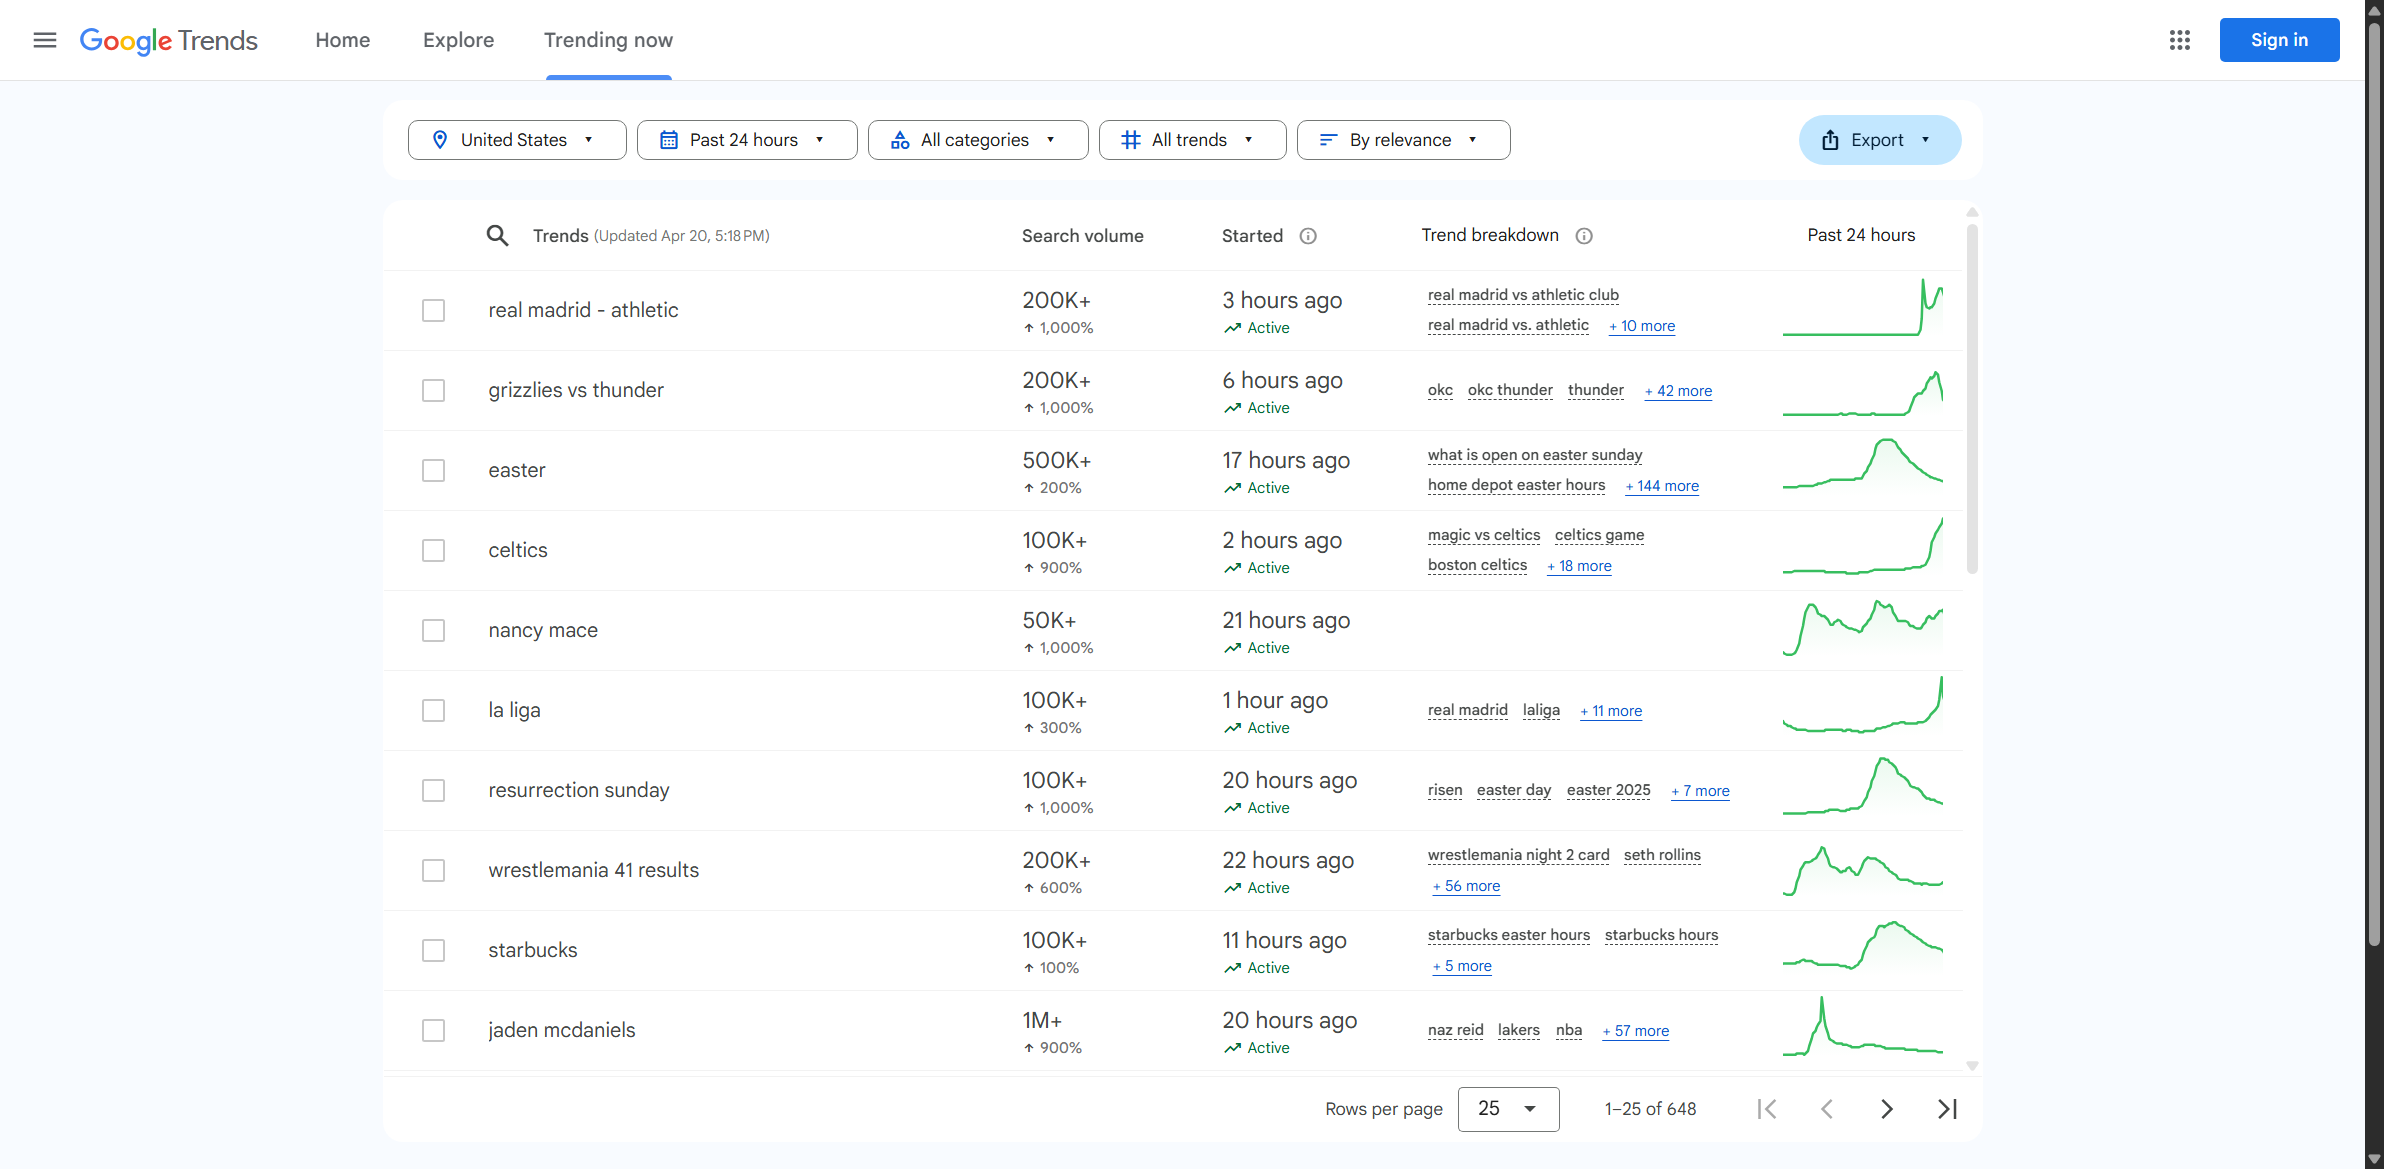 Google Trends
Home
Explore
Trending now
Sign in
United States
Past 24 hours
All categories
All trends
By relevance
Export
Trends (Updated Apr 20, 5:18 PM)
Search volume
Started
Trend breakdown
Past 24 hours
real madrid - athletic
200K+
1,000%
3 hours ago
Active
real madrid vs athletic club
real madrid vs. athletic
+ 10 more
grizzlies vs thunder
200K+
1,000%
6 hours ago
Active
okc
okc thunder
thunder
+ 42 more
easter
500K+
200%
17 hours ago
Active
what is open on easter sunday
home depot easter hours
+ 144 more
celtics
100K+
900%
2 hours ago
Active
magic vs celtics
celtics game
boston celtics
+ 18 more
nancy mace
50K+
1,000%
21 hours ago
Active
la liga
100K+
300%
1 hour ago
Active
real madrid
laliga
+ 11 more
resurrection sunday
100K+
1,000%
20 hours ago
Active
risen
easter day
easter 2025
+ 7 more
wrestlemania 41 results
200K+
600%
22 hours ago
Active
wrestlemania night 2 card
seth rollins
+ 56 more
starbucks
100K+
100%
11 hours ago
Active
starbucks easter hours
starbucks hours
+ 5 more
jaden mcdaniels
1M+
900%
20 hours ago
Active
naz reid
lakers
nba
+ 57 more
Rows per page
25
1–25 of 648